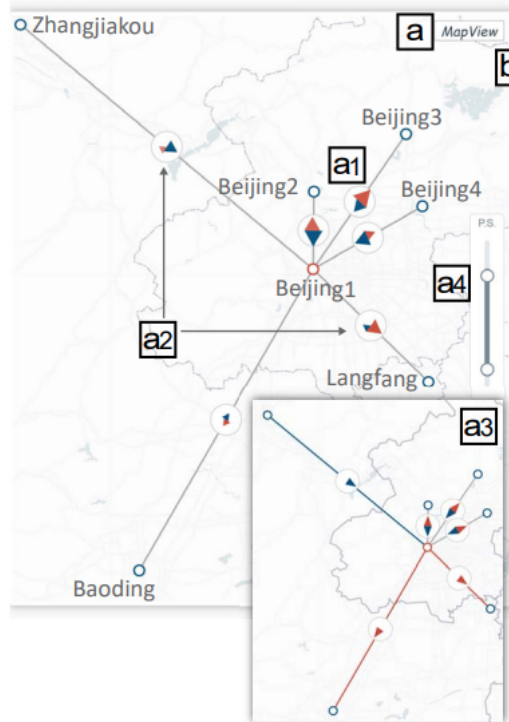 Zhangjiakou
a
MapView
b
Beijing3
a1
Beijing2
Beijing4
P.S.
Beijing1
a4
a2
Langfang
a3
Baoding